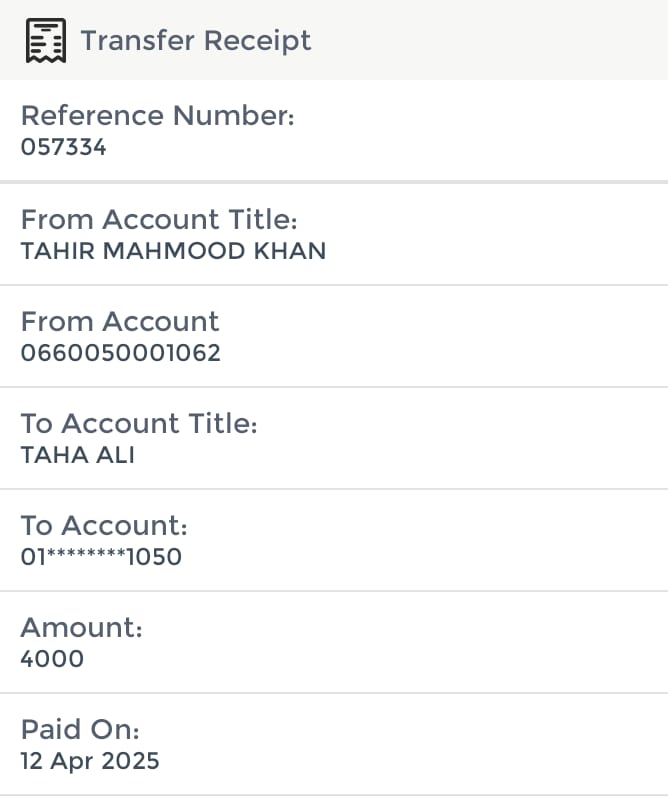 Transfer Receipt
Reference Number:
057334
From Account Title:
TAHIR MAHMOOD KHAN
From Account
0660050001062
To Account Title:
TAHA ALI
To Account:
01********1050
Amount:
4000
Paid On:
12 Apr 2025